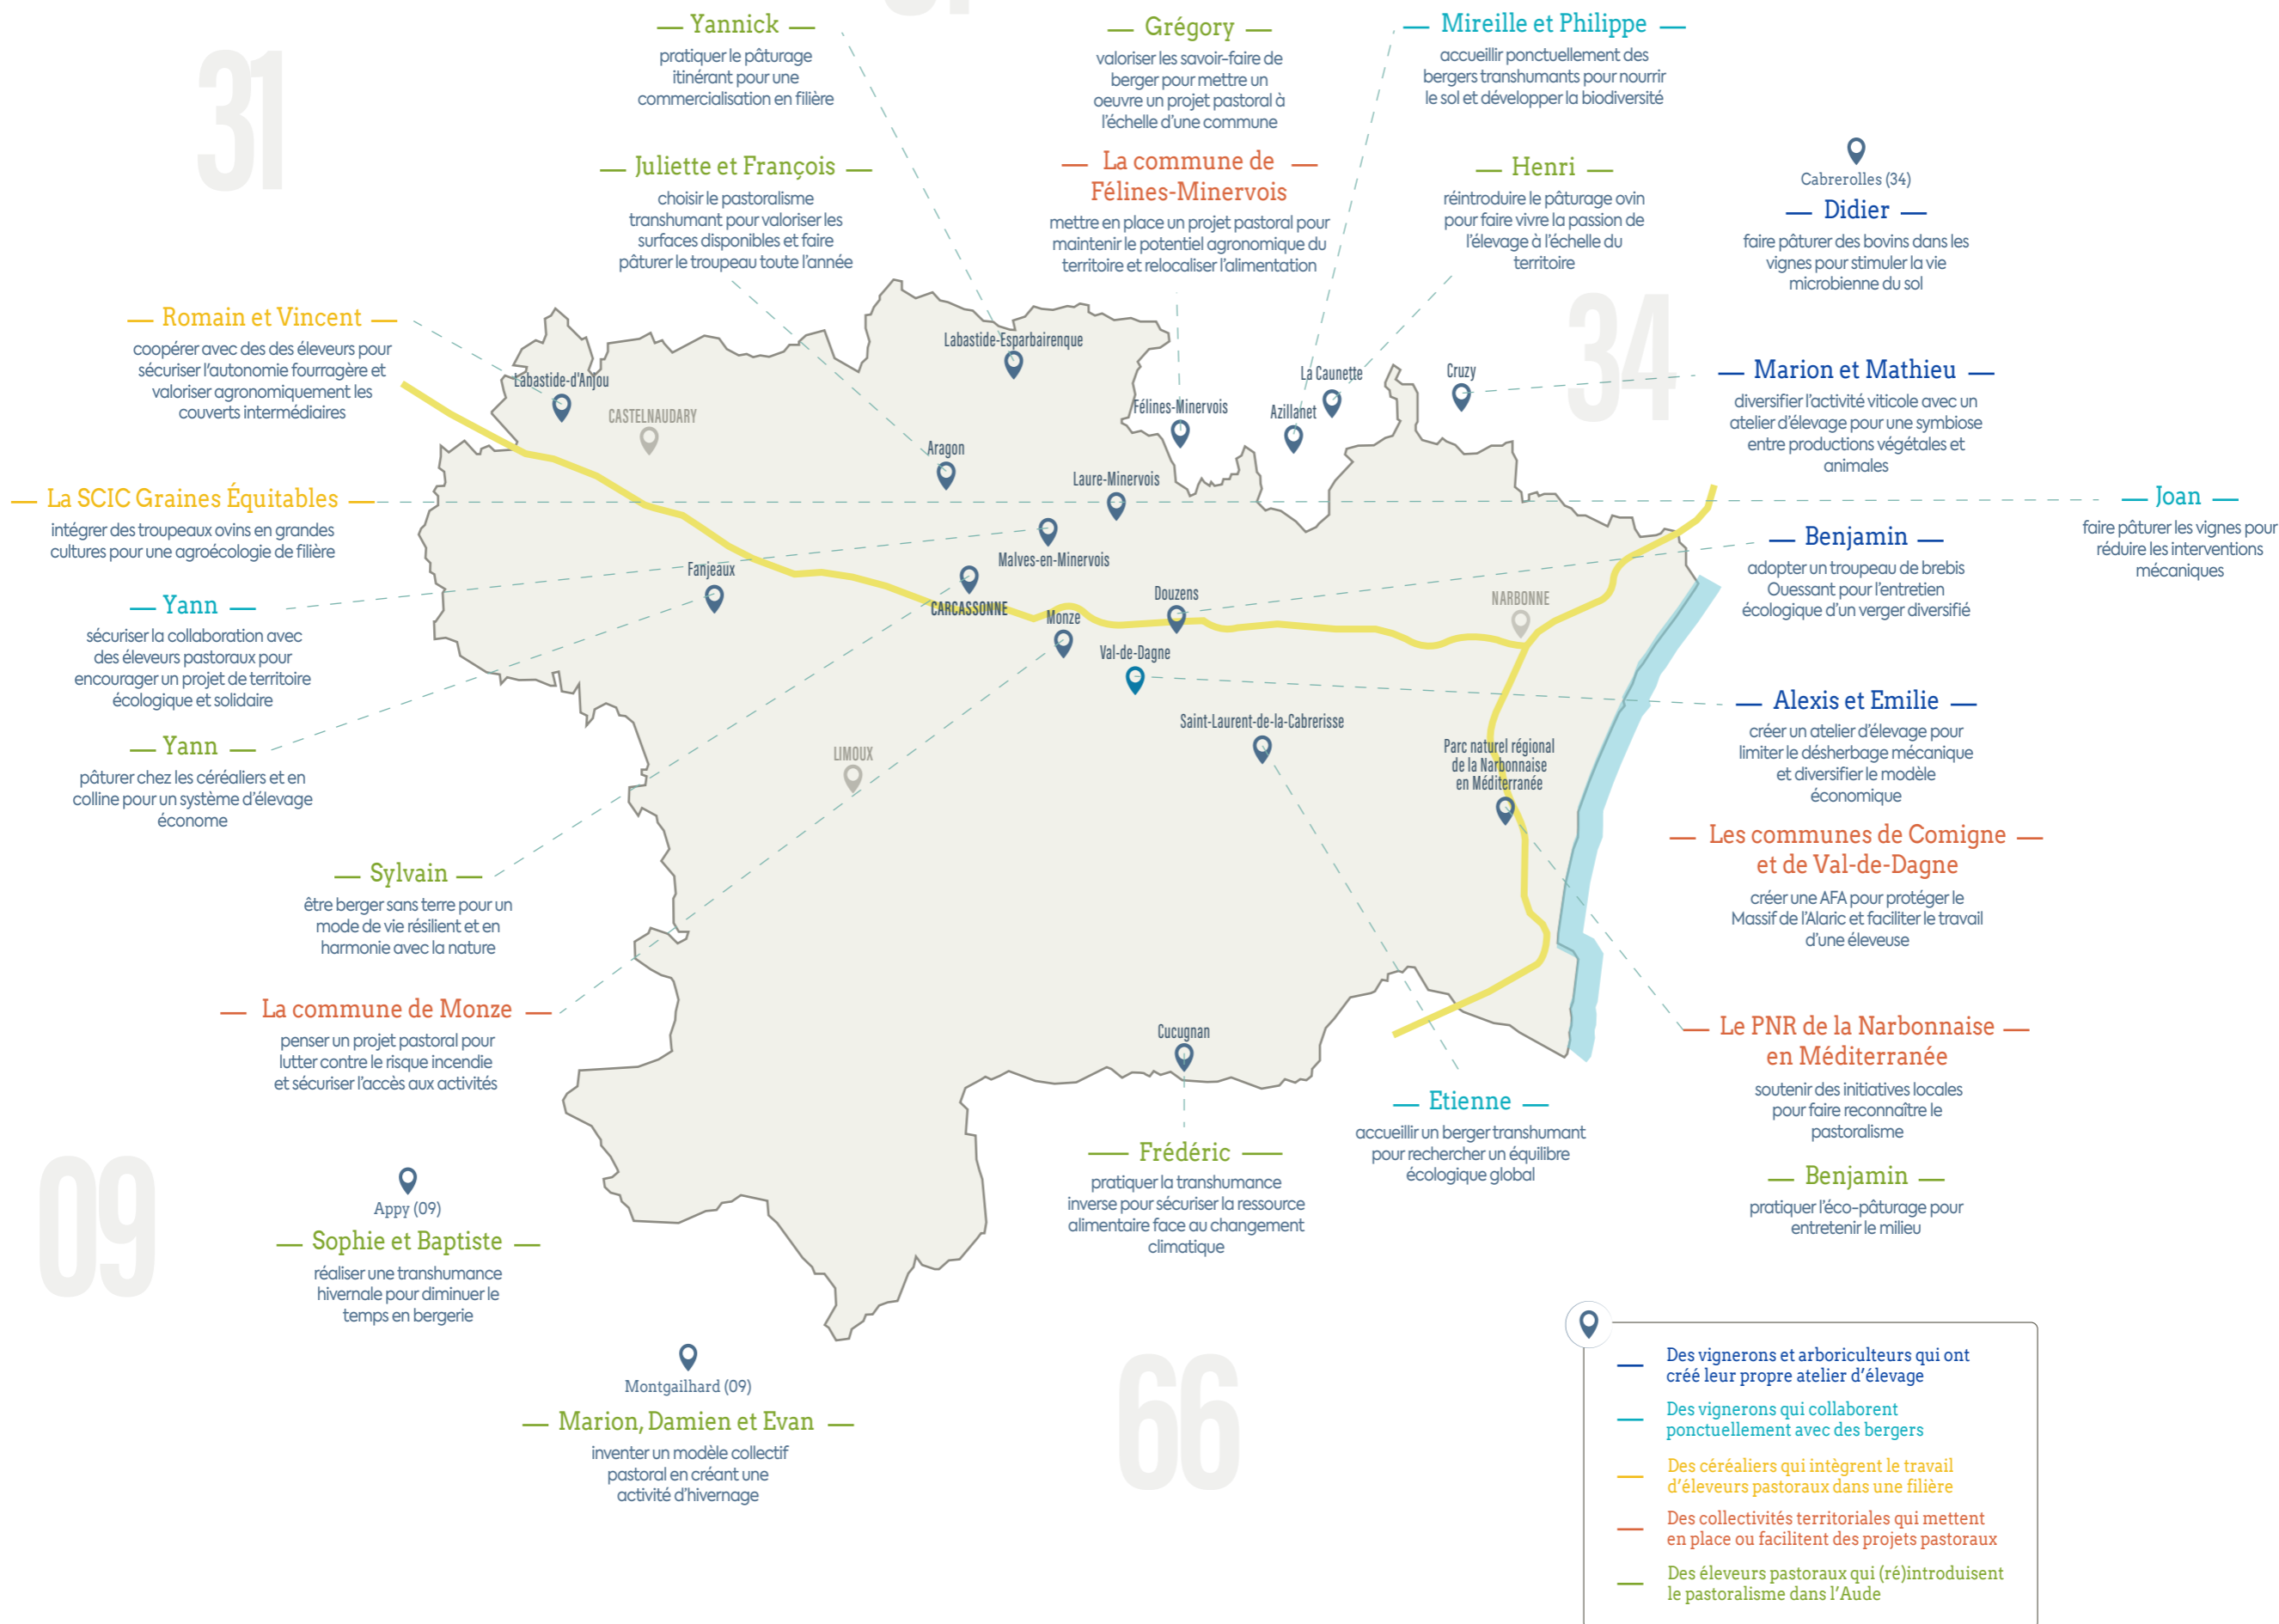 31
Yannick
pratiquer le pâturage
itinérant pour une
commercialisation en filière
Grégory
valoriser les savoir-faire de
berger pour mettre un
oeuvre un projet pastoral à
l'échelle d'une commune
Mireille et Philippe
accueillir ponctuellement des
bergers transhumants pour nourrir
le sol et développer la biodiversité
Juliette et François
choisir le pastoralisme
transhumant pour valoriser les
surfaces disponibles et faire
pâturer le troupeau toute l'année
La commune de
Félines-Minervois
mettre en place un projet pastoral pour
maintenir le potentiel agronomique du
territoire et relocaliser l'alimentation
Henri
réintroduire le pâturage ovin
pour faire vivre la passion de
l'élevage à l'échelle du
territoire
Cabrerolles (34)
Didier
faire pâturer des bovins dans les
vignes pour stimuler la vie
microbienne du sol
34
Romain et Vincent
coopérer avec des des éleveurs pour
sécuriser l'autonomie fourragère et
valoriser agronomiquement les
couverts intermédiaires
Marion et Mathieu
diversifier l'activité viticole avec un
atelier d'élevage pour une symbiose
entre productions végétales et
animales
La SCIC Graines Équitables
intégrer des troupeaux ovins en grandes
cultures pour une agroécologie de filière
Joan
faire pâturer les vignes pour
réduire les interventions
mécaniques
Benjamin
adopter un troupeau de brebis
Ouessant pour l'entretien
écologique d'un verger diversifié
Yann
sécuriser la collaboration avec
des éleveurs pastoraux pour
encourager un projet de territoire
écologique et solidaire
Yann
pâturer chez les céréaliers et en
colline pour un système d'élevage
économe
Labastide-d'Anjou
CASTELNAUDARY
Labastide-Esparbairenque
Aragon
Félines-Minervois
Azillanet
La Caunette
Cruzy
Laure-Minervois
Malves-en-Minervois
Fanjeaux
CARCASSONNE
Monze
Douzens
NARBONNE
Val-de-Dagne
Saint-Laurent-de-la-Cabrerisse
LIMOUX
Parc naturel régional
de la Narbonnaise
en Méditerranée
Cucugnan
Alexis et Emilie
créer un atelier d'élevage pour
limiter le désherbage mécanique
et diversifier le modèle
économique
Les communes de Comigne
et de Val-de-Dagne
créer une AFA pour protéger le
Massif de l'Alaric et faciliter le travail
d'une éleveuse
Sylvain
être berger sans terre pour un
mode de vie résilient et en
harmonie avec la nature
La commune de Monze
penser un projet pastoral pour
lutter contre le risque incendie
et sécuriser l'accès aux activités
Le PNR de la Narbonnaise
en Méditerranée
soutenir des initiatives locales
pour faire reconnaître le
pastoralisme
Etienne
accueillir un berger transhumant
pour rechercher un équilibre
écologique global
Frédéric
pratiquer la transhumance
inverse pour sécuriser la ressource
alimentaire face au changement
climatique
Benjamin
pratiquer l'éco-pâturage pour
entretenir le milieu
09
Appy (09)
Sophie et Baptiste
réaliser une transhumance
hivernale pour diminuer le
temps en bergerie
Montgailhard (09)
Marion, Damien et Evan
inventer un modèle collectif
pastoral en créant une
activité d'hivernage
66
Des vignerons et arboriculteurs qui ont
créé leur propre atelier d'élevage
Des vignerons qui collaborent
ponctuellement avec des bergers
Des céréaliers qui intègrent le travail
d'éleveurs pastoraux dans une filière
Des collectivités territoriales qui mettent
en place ou facilitent des projets pastoraux
Des éleveurs pastoraux qui (ré)introduisent
le pastoralisme dans l'Aude